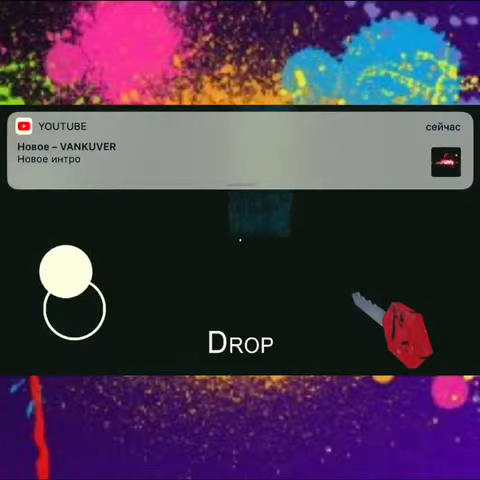 YOUTUBE
сейчас
Новое – VANKUVER
Новое интро
DROP